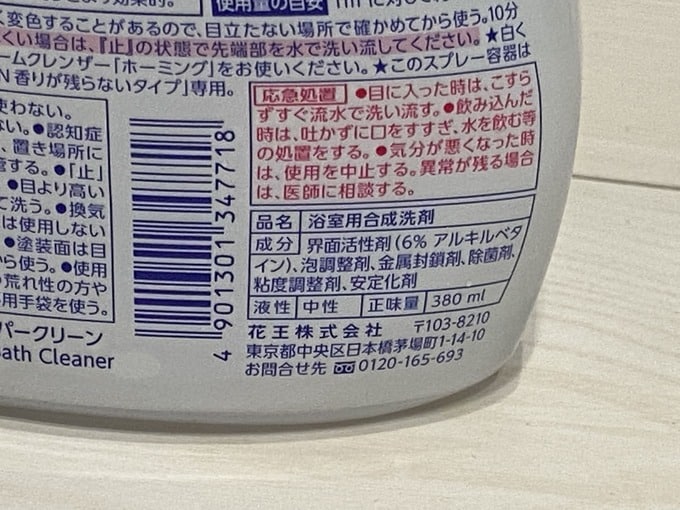 使用量の目安
く変色することがあるので、目立たない場所で確かめてから使う。10分
くい場合は、『止』の状態で先端部を水で洗い流してください。★白く
ームクレンザー「ホーミング」をお使いください。★このスプレー容器は
N 香りが残らないタイプ」専用。
使わない。
ない。●認知症
、置き場所に
管する。●「止」
●目より高い
て洗う。●換気
は使用しない
●塗装面は目
から使う。●使用
荒れ性の方や
用手袋を使う。
パークリーン
Bath Cleaner
4 901301 347718
応急処置 ●目に入った時は、こすら
ずすぐ流水で洗い流す。●飲み込んだ
時は、吐かずに口をすすぎ、水を飲む等
の処置をする。●気分が悪くなった時
は、使用を中止する。異常が残る場合
は、医師に相談する。
品名 浴室用合成洗剤
成分 界面活性剤(6% アルキルベタ
イン)、泡調整剤、金属封鎖剤、除菌剤、
粘度調整剤、安定化剤
液性 中性 正味量 380 ml
花王株式会社 〒103-8210
東京都中央区日本橋茅場町1-14-10
お問合せ先 0120-165-693